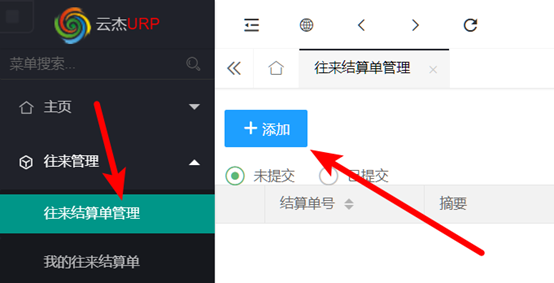 云杰URP
菜单搜索...
主页
往来管理
往来结算单管理
我的往来结算单
往来结算单管理
添加
未提交 已提交
结算单号 摘要